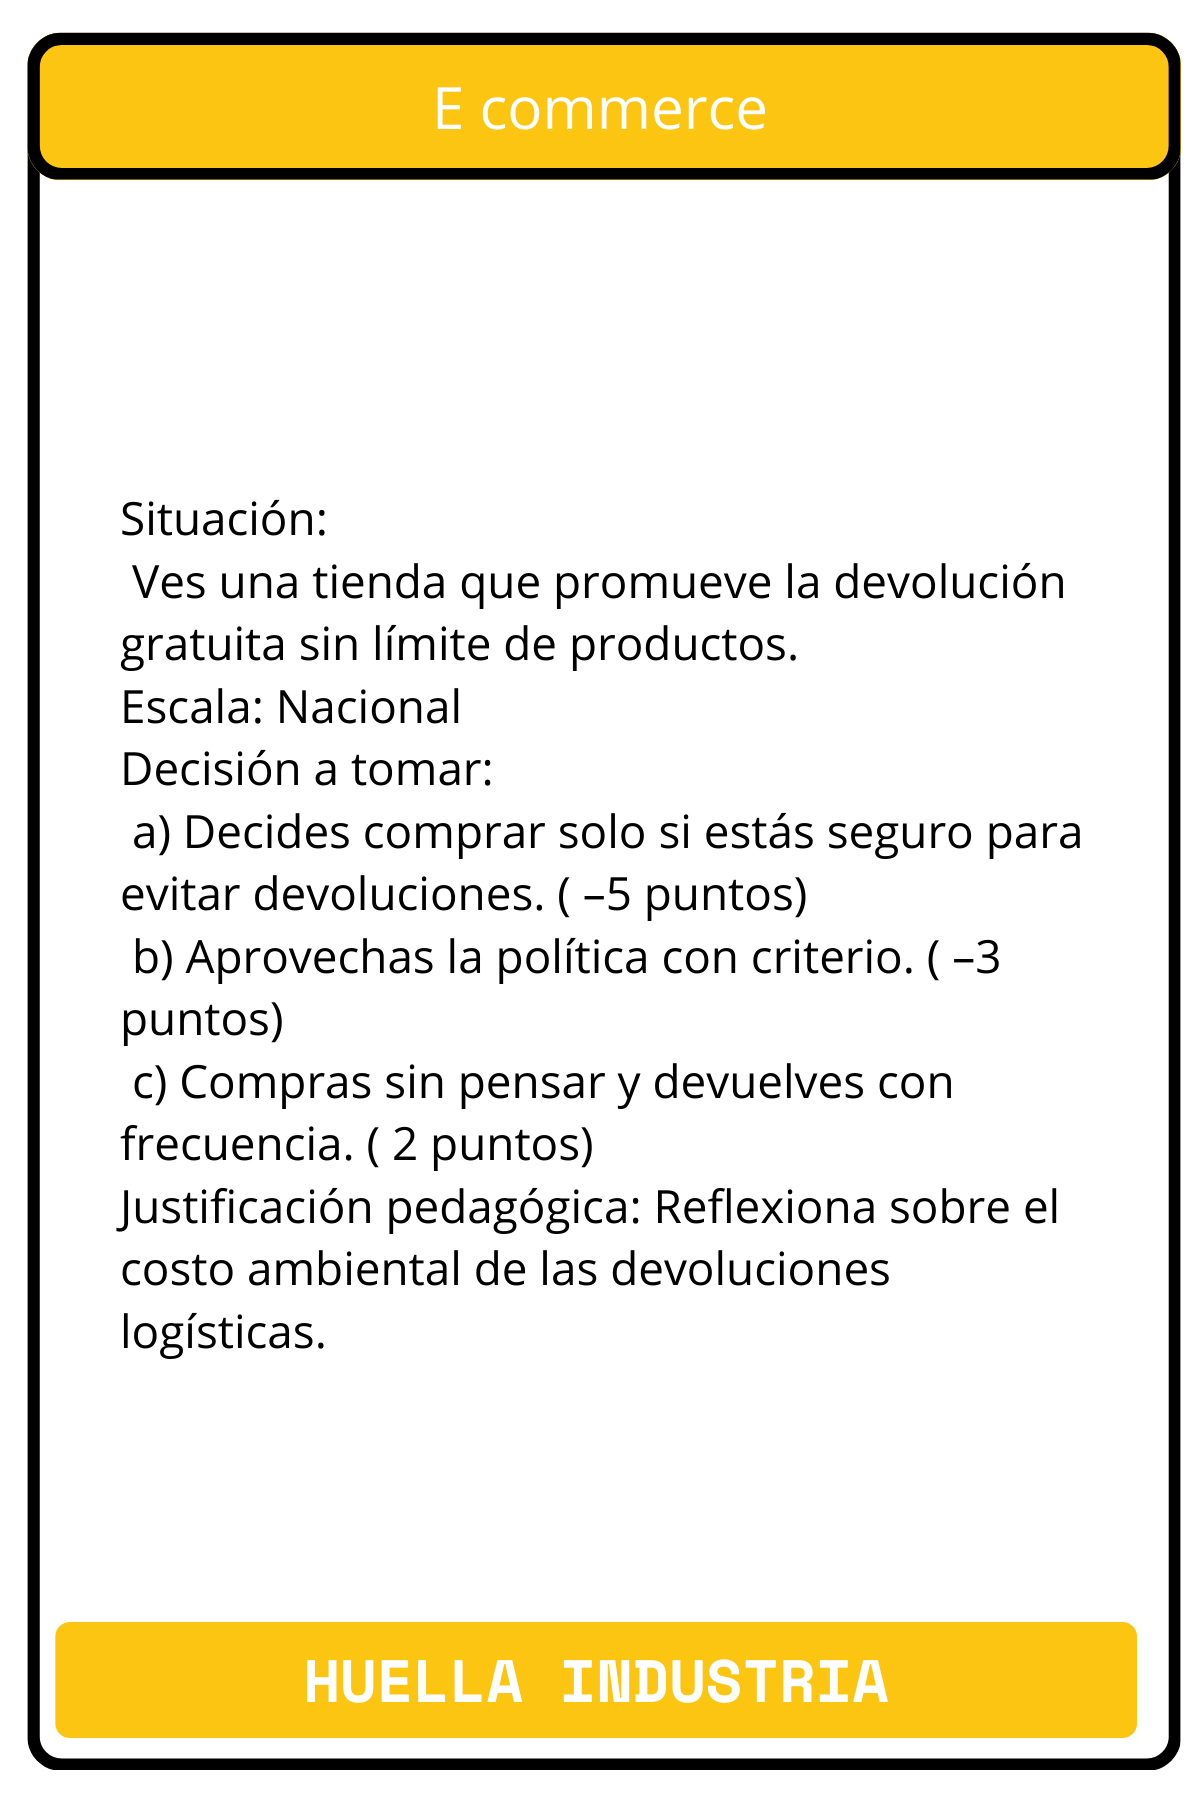 E commerce
Situación:
Ves una tienda que promueve la devolución
gratuita sin límite de productos.
Escala: Nacional
Decisión a tomar:
a) Decides comprar solo si estás seguro para
evitar devoluciones. ( –5 puntos)
b) Aprovechas la política con criterio. ( –3
puntos)
c) Compras sin pensar y devuelves con
frecuencia. ( 2 puntos)
Justificación pedagógica: Reflexiona sobre el
costo ambiental de las devoluciones
logísticas.
HUELLA INDUSTRIA